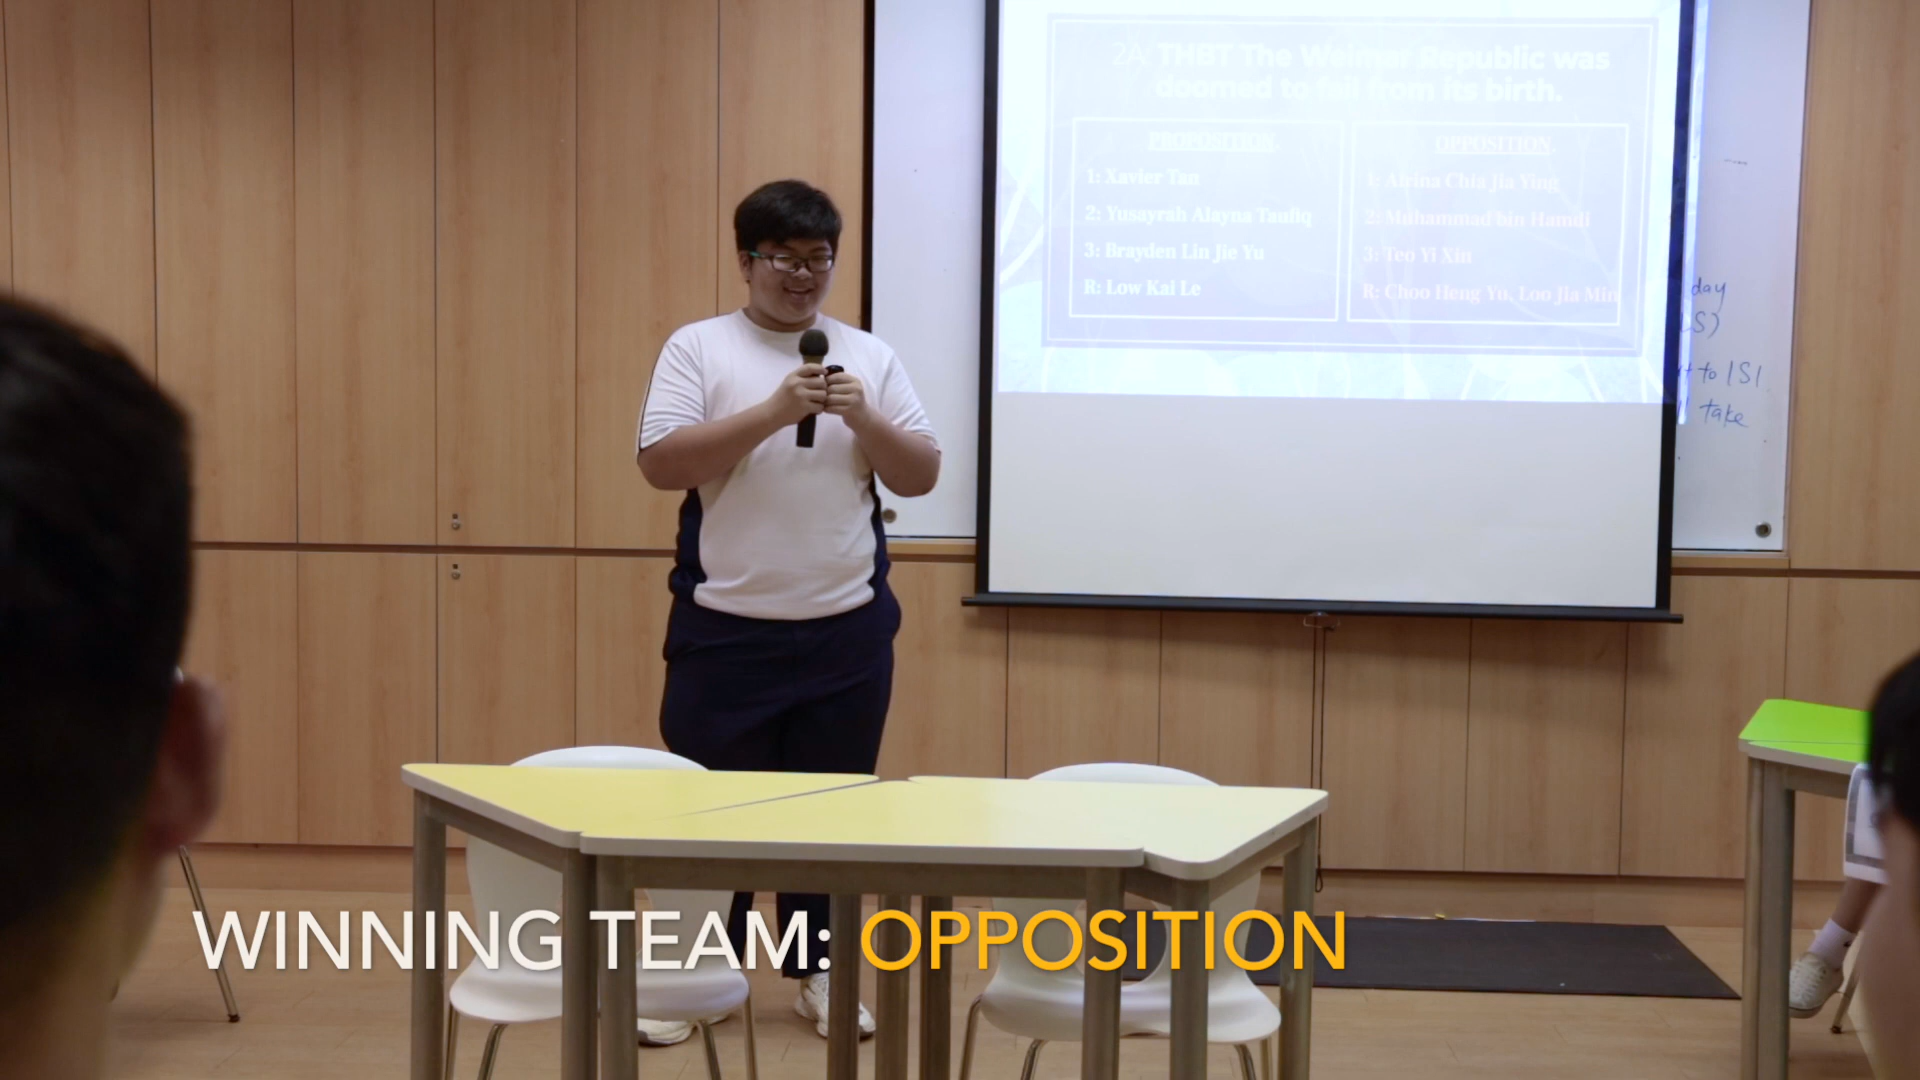 2A: THBT The Weimar Republic was
doomed to fail from its birth.
PROPOSITION
1: Xavier Tan
2: Yusayrah Alayna Taufiq
3: Brayden Lin Jie Yu
R: Low Kai Le
OPPOSITION
1: Airina Chia Jia Ying
2: Muhammad bin Hamdi
3: Teo Yi Xin
R: Choo Heng Yu, Loo Jia Min
day
S)
to 1S1
take
WINNING TEAM: OPPOSITION